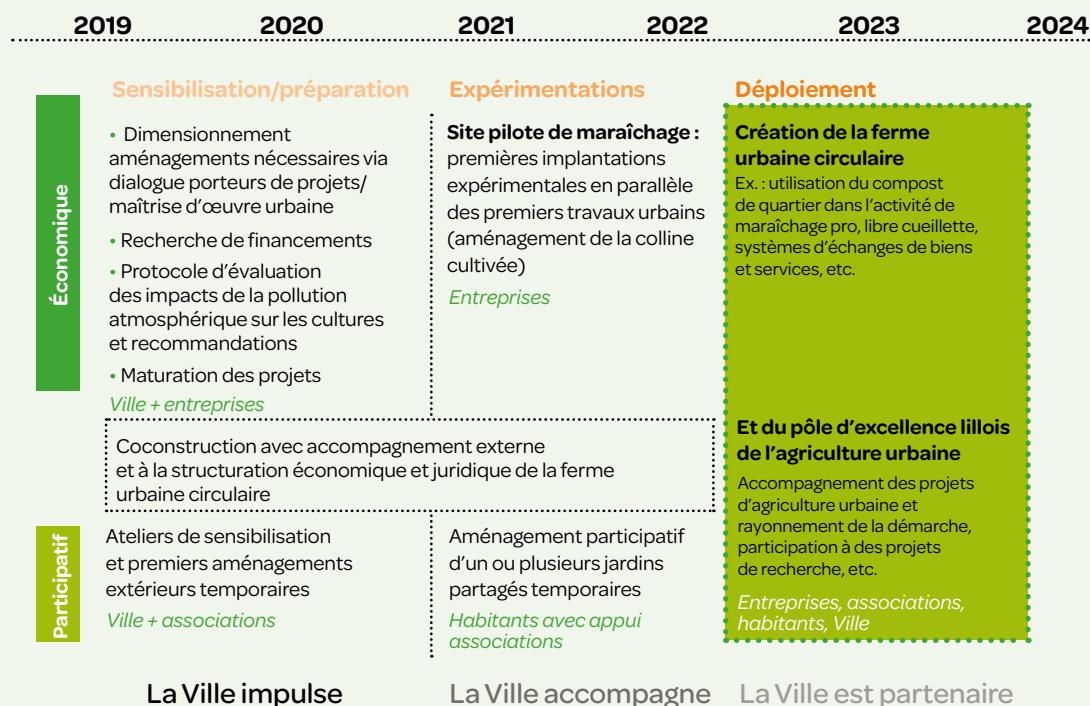 2019 2020 2021 2022 2023 2024
Sensibilisation/préparation
Expérimentations
Déploiement
Économique
• Dimensionnement
aménagements nécessaires via
dialogue porteurs de projets/
maîtrise d’œuvre urbaine
• Recherche de financements
• Protocole d’évaluation
des impacts de la pollution
atmosphérique sur les cultures
et recommandations
• Maturation des projets
Ville + entreprises
Site pilote de maraîchage :
premières implantations
expérimentales en parallèle
des premiers travaux urbains
(aménagement de la colline
cultivée)
Entreprises
Création de la ferme
urbaine circulaire
Ex. : utilisation du compost
de quartier dans l’activité de
maraîchage pro, libre cueillette,
systèmes d’échanges de biens
et services, etc.
Coconstruction avec accompagnement externe
et à la structuration économique et juridique de la ferme
urbaine circulaire
Et du pôle d’excellence lillois
de l’agriculture urbaine
Accompagnement des projets
d’agriculture urbaine et
rayonnement de la démarche,
participation à des projets
de recherche, etc.
Entreprises, associations,
habitants, Ville
Participatif
Ateliers de sensibilisation
et premiers aménagements
extérieurs temporaires
Ville + associations
Aménagement participatif
d’un ou plusieurs jardins
partagés temporaires
Habitants avec appui
associations
La Ville impulse
La Ville accompagne
La Ville est partenaire